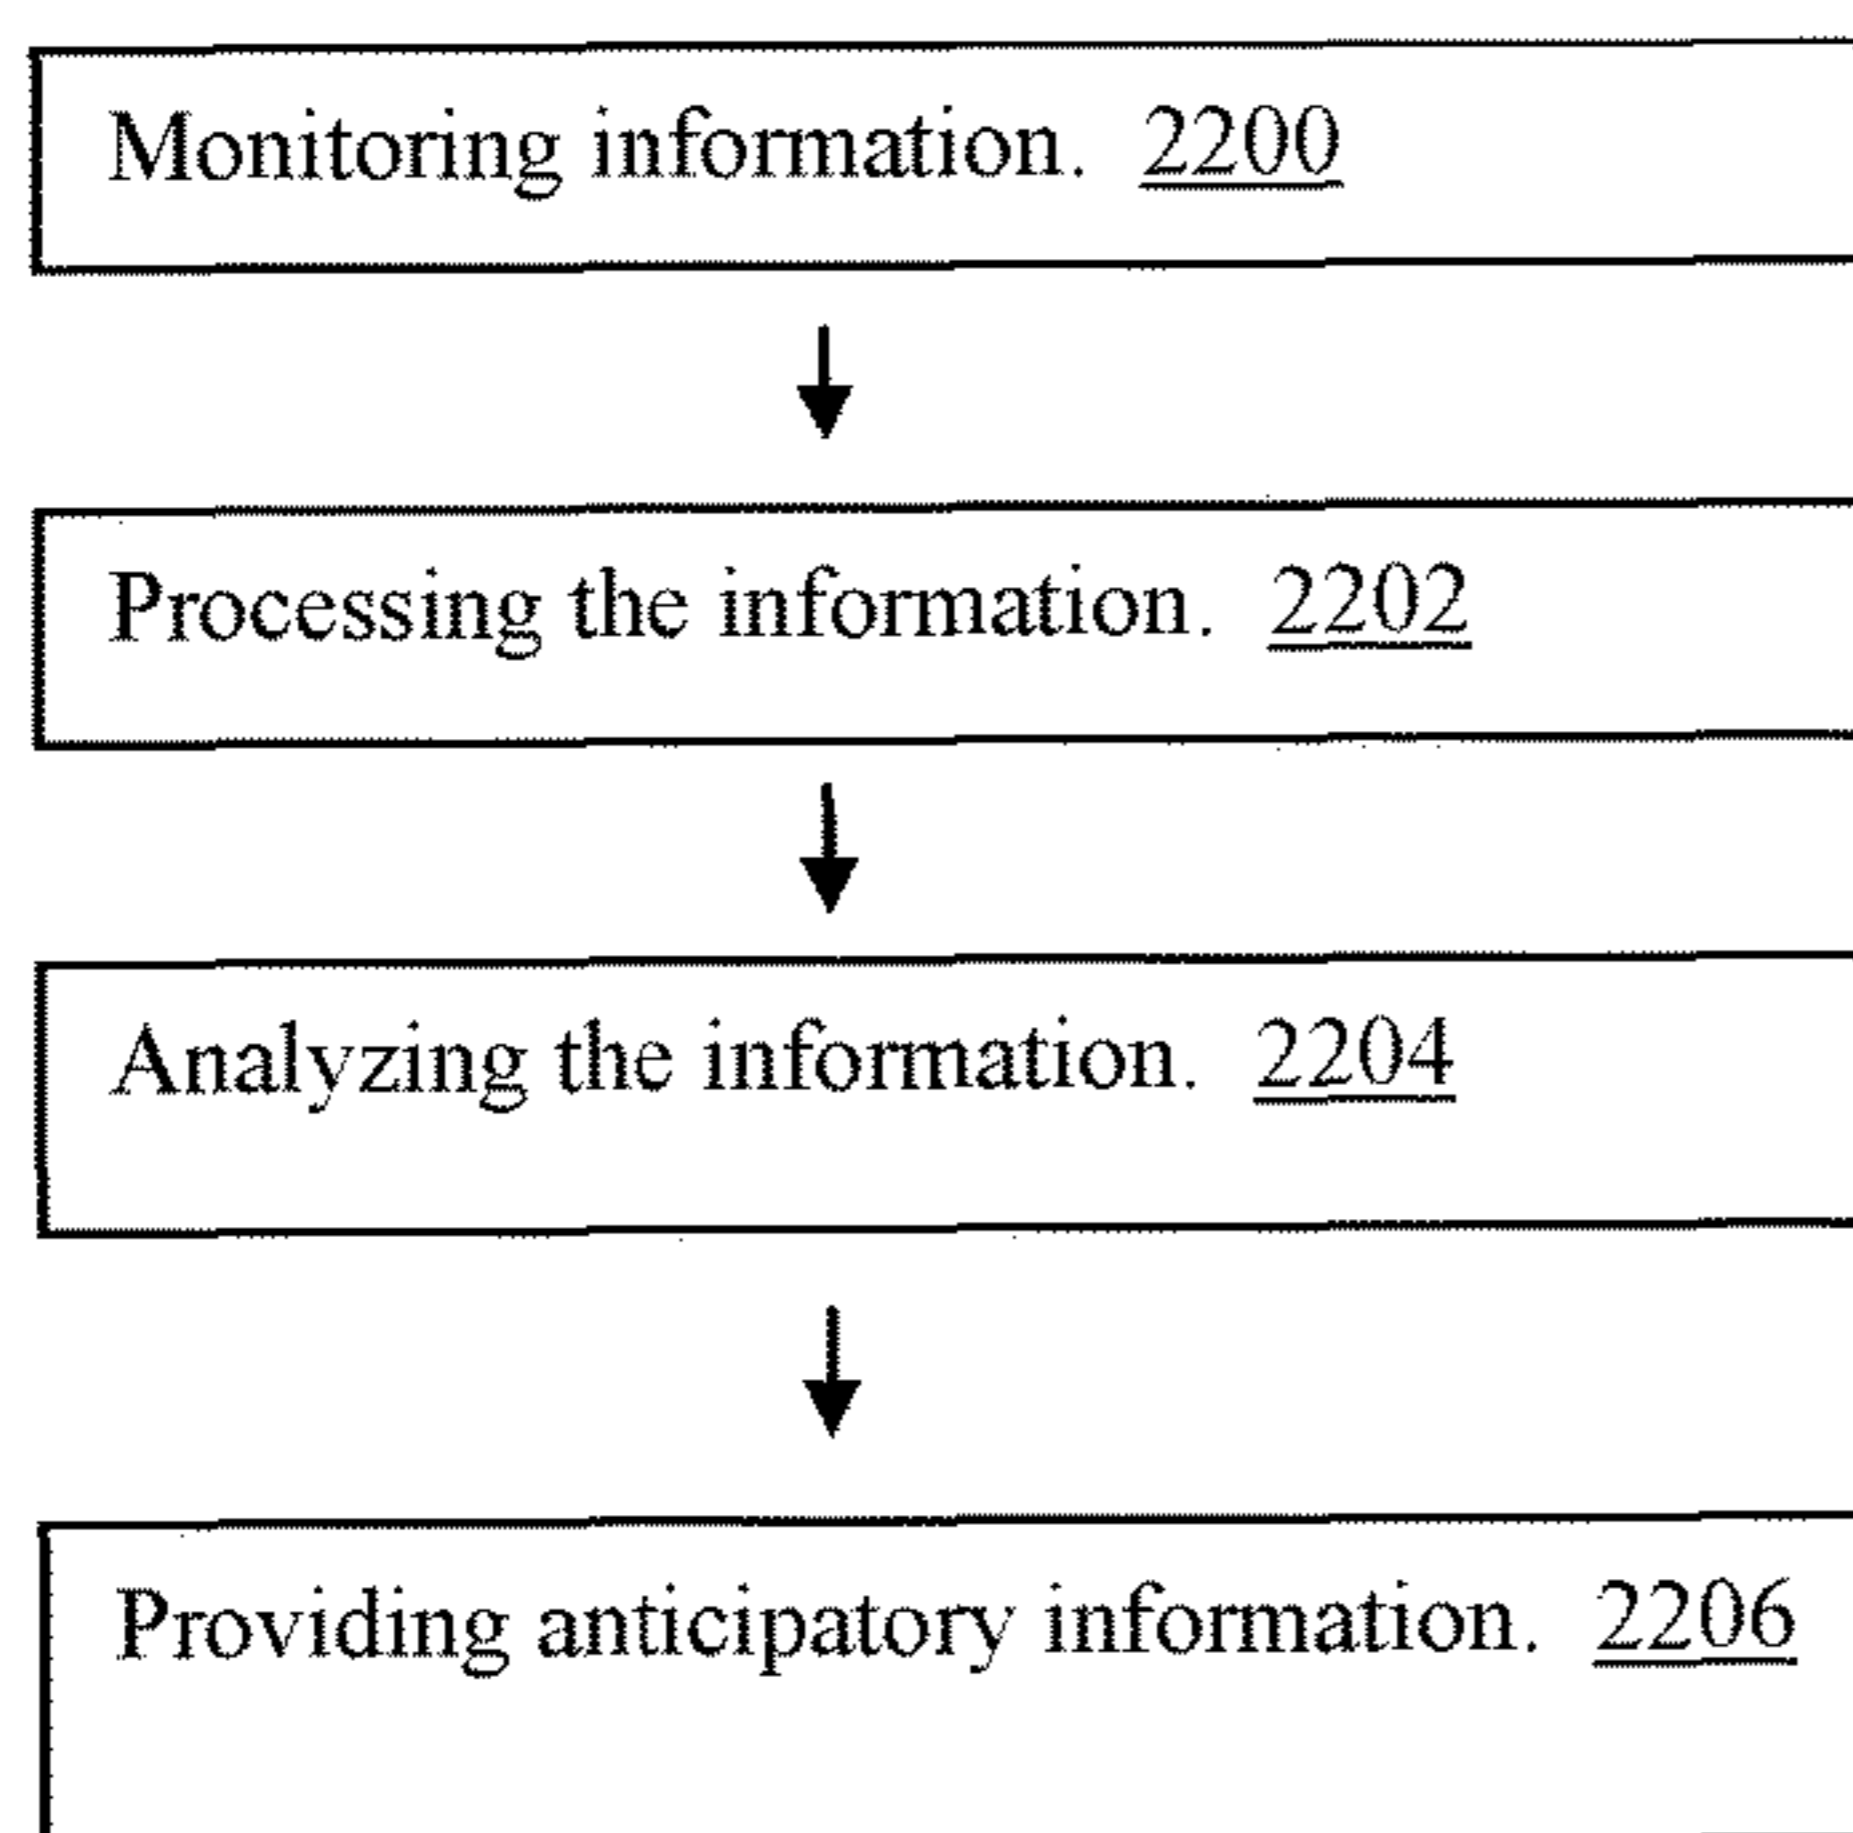 Monitoring information. 2200
Processing the information. 2202
Analyzing the information. 2204
Providing anticipatory information. 2206